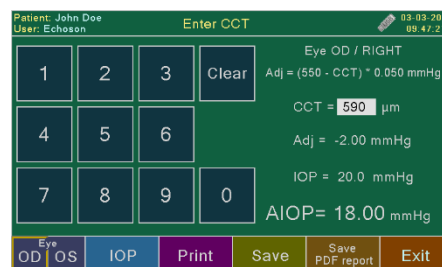 Patient: John Doe
User: Echoson
Enter CCT
03-03-20
09:47:2
1 2 3 Clear
4 5 6
7 8 9 0
Eye OD / RIGHT
Adj = (550 - CCT) * 0.050 mmHg
CCT = 590 µm
Adj = -2.00 mmHg
IOP = 20.0 mmHg
AIOP= 18.00 mmHg
Eye
OD OS
IOP
Print
Save
Save
PDF report
Exit